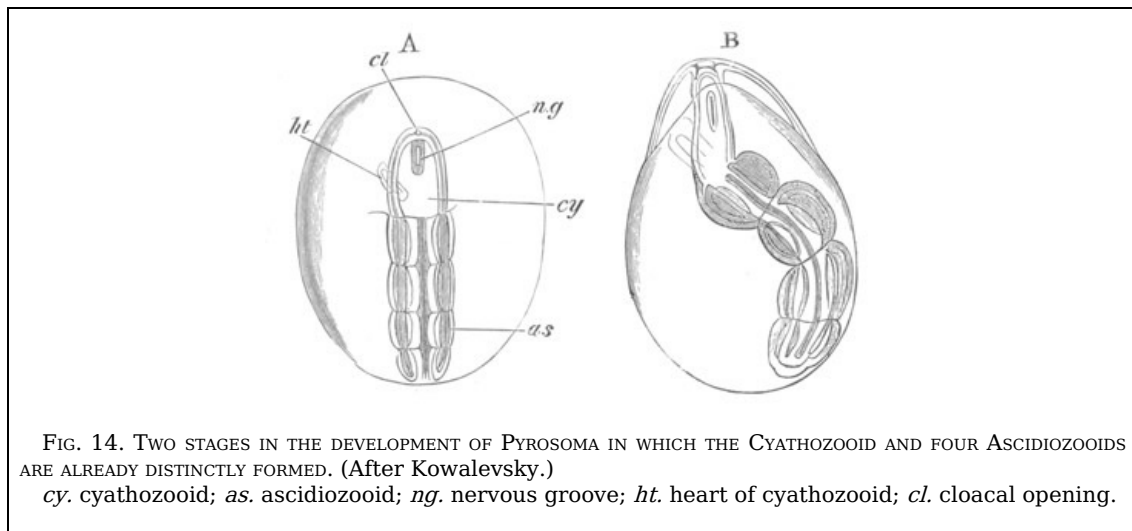 A
B
cl
n.g
ht
cy
a.s
FIG. 14. TWO STAGES IN THE DEVELOPMENT OF PYROSOMA IN WHICH THE CYATHOZOOID AND FOUR ASCIDIOZOOIDS
ARE ALREADY DISTINCTLY FORMED. (After Kowalevsky.)
cy. cyathozooid; as. ascidiozooid; ng. nervous groove; ht. heart of cyathozooid; cl. cloacal opening.